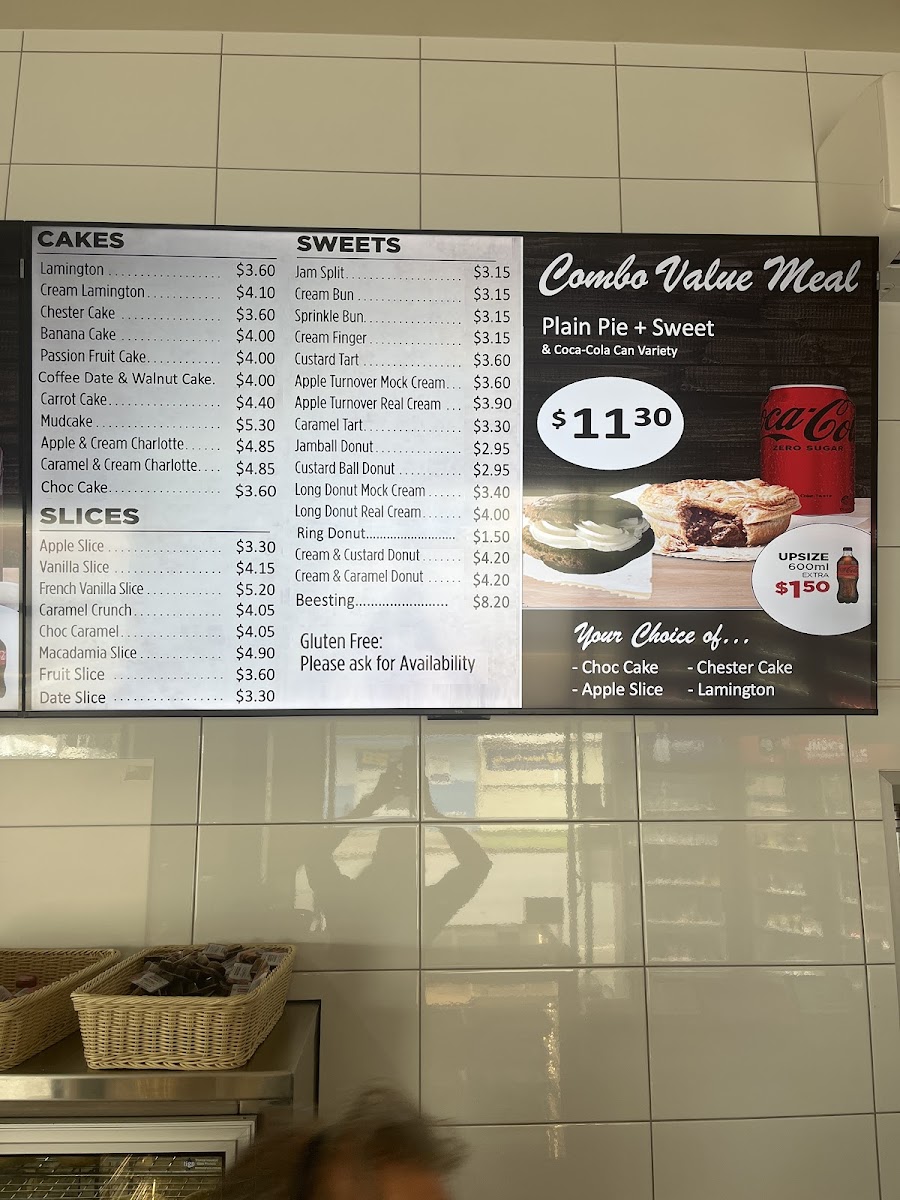 CAKES
Lamington ........................ $3.60
Cream Lamington ................ $4.10
Chester Cake ..................... $3.60
Banana Cake ..................... $4.00
Passion Fruit Cake ............... $4.00
Coffee Date & Walnut Cake. $4.00
Carrot Cake ....................... $4.40
Mudcake .......................... $5.30
Apple & Cream Charlotte ....... $4.85
Caramel & Cream Charlotte .... $4.85
Choc Cake ........................ $3.60
SLICES
Apple Slice ....................... $3.30
Vanilla Slice ...................... $4.15
French Vanilla Slice .............. $5.20
Caramel Crunch .................. $4.05
Choc Caramel .................... $4.05
Macadamia Slice ................. $4.90
Fruit Slice ........................ $3.60
Date Slice ........................ $3.30
SWEETS
Jam Split .......................... $3.15
Cream Bun ....................... $3.15
Sprinkle Bun ..................... $3.15
Cream Finger .................... $3.15
Custard Tart ...................... $3.60
Apple Turnover Mock Cream ... $3.60
Apple Turnover Real Cream ... $3.90
Caramel Tart ..................... $3.30
Jamball Donut ................... $2.95
Custard Ball Donut .............. $2.95
Long Donut Mock Cream ...... $3.40
Long Donut Real Cream ....... $4.00
Ring Donut ....................... $1.50
Cream & Custard Donut ....... $4.20
Cream & Caramel Donut ...... $4.20
Beesting .......................... $8.20
Gluten Free:
Please ask for Availability
Combo Value Meal
Plain Pie + Sweet
& Coca-Cola Can Variety
$11.30
Coca-Cola
ZERO SUGAR
UPSIZE
600ml
EXTRA
$1.50
Your Choice of...
- Choc Cake - Chester Cake
- Apple Slice - Lamington